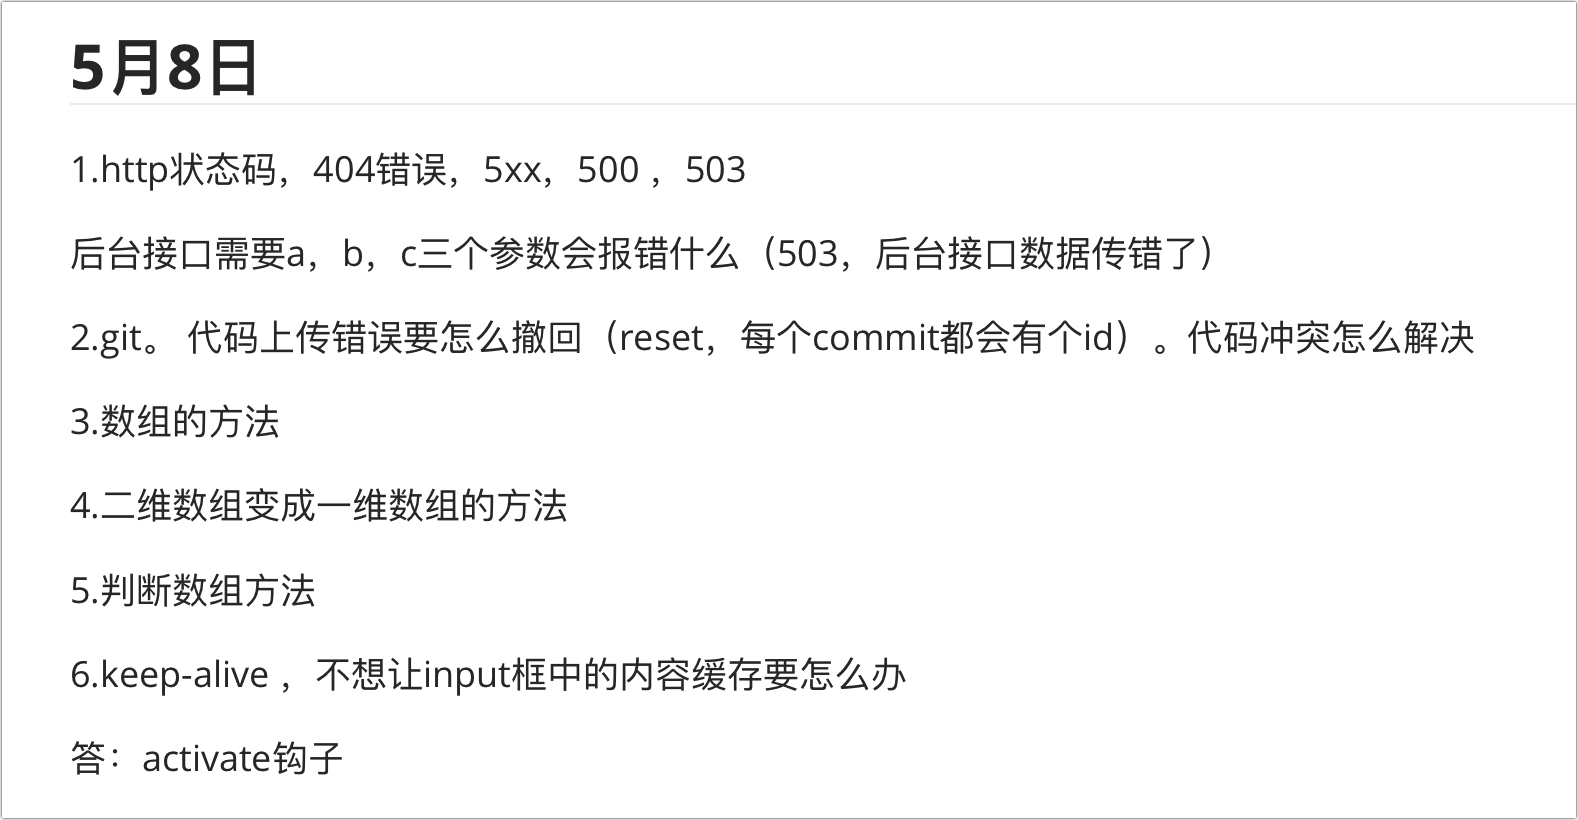 5月8日
1.http状态码，404错误，5xx，500 ，503
后台接口需要a，b，c三个参数会报错什么（503，后台接口数据传错了）
2.git。 代码上传错误要怎么撤回（reset，每个commit都会有个id）。代码冲突怎么解决
3.数组的方法
4.二维数组变成一维数组的方法
5.判断数组方法
6.keep-alive ，不想让input框中的内容缓存要怎么办
答：activate钩子